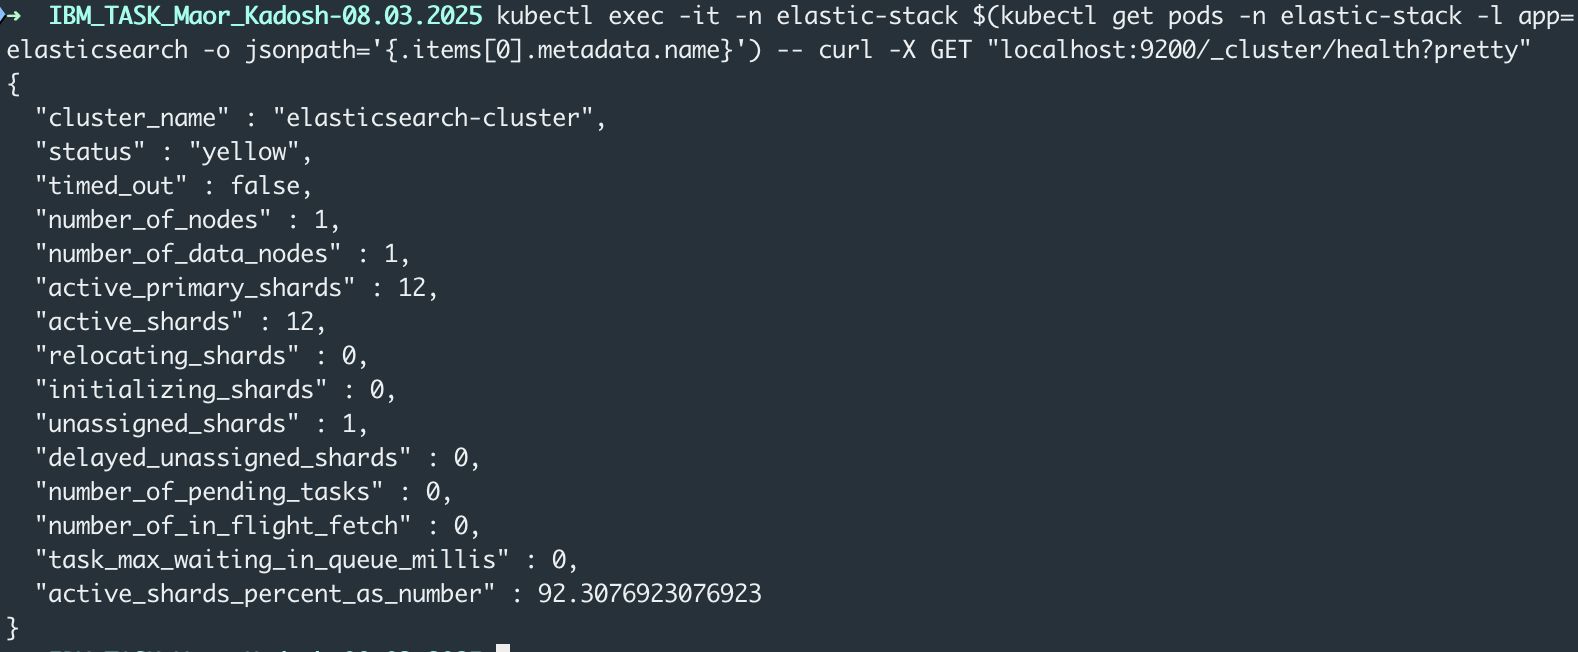 ➜  IBM_TASK_Maor_Kadosh-08.03.2025 kubectl exec -it -n elastic-stack $(kubectl get pods -n elastic-stack -l app=
elasticsearch -o jsonpath='{.items[0].metadata.name}') -- curl -X GET "localhost:9200/_cluster/health?pretty"
{
  "cluster_name" : "elasticsearch-cluster",
  "status" : "yellow",
  "timed_out" : false,
  "number_of_nodes" : 1,
  "number_of_data_nodes" : 1,
  "active_primary_shards" : 12,
  "active_shards" : 12,
  "relocating_shards" : 0,
  "initializing_shards" : 0,
  "unassigned_shards" : 1,
  "delayed_unassigned_shards" : 0,
  "number_of_pending_tasks" : 0,
  "number_of_in_flight_fetch" : 0,
  "task_max_waiting_in_queue_millis" : 0,
  "active_shards_percent_as_number" : 92.3076923076923
}